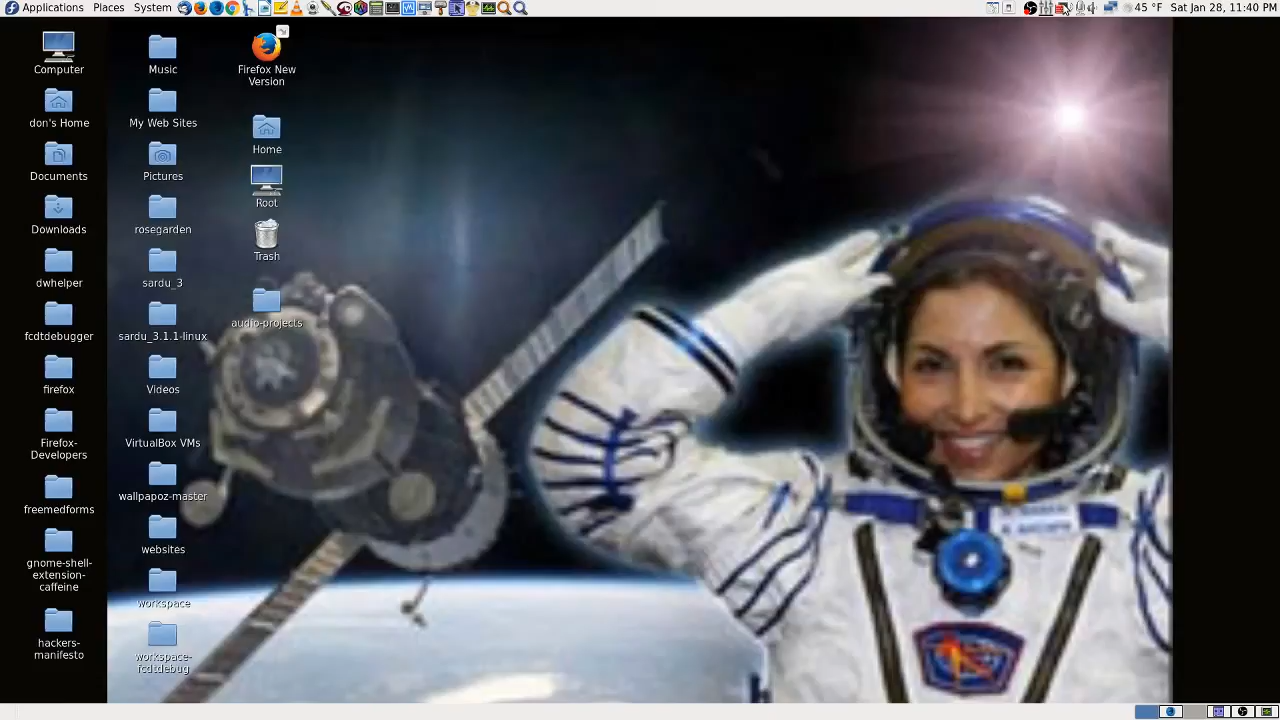 Applications Places System
45 °F Sat Jan 28, 11:40 PM
Computer
don's Home
Documents
Downloads
dwhelper
fcdtdebugger
firefox
Firefox-
Developers
freemedforms
gnome-shell-
extension-
caffeine
hackers-
manifesto
Music
My Web Sites
Pictures
rosegarden
sardu_3
sardu_3.1.1-linux
Videos
VirtualBox VMs
wallpapoz-master
websites
workspace
workspace-
fcdtdebug
Firefox New
Version
Home
Root
Trash
audio-projects